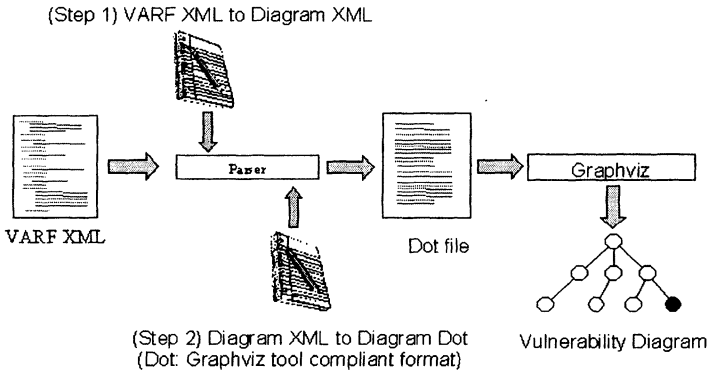 (Step 1) VARF XML to Diagram XML
Parser
Graphviz
VARF XML
Dot file
(Step 2) Diagram XML to Diagram Dot
(Dot: Graphviz tool compliant format)
Vulnerability Diagram